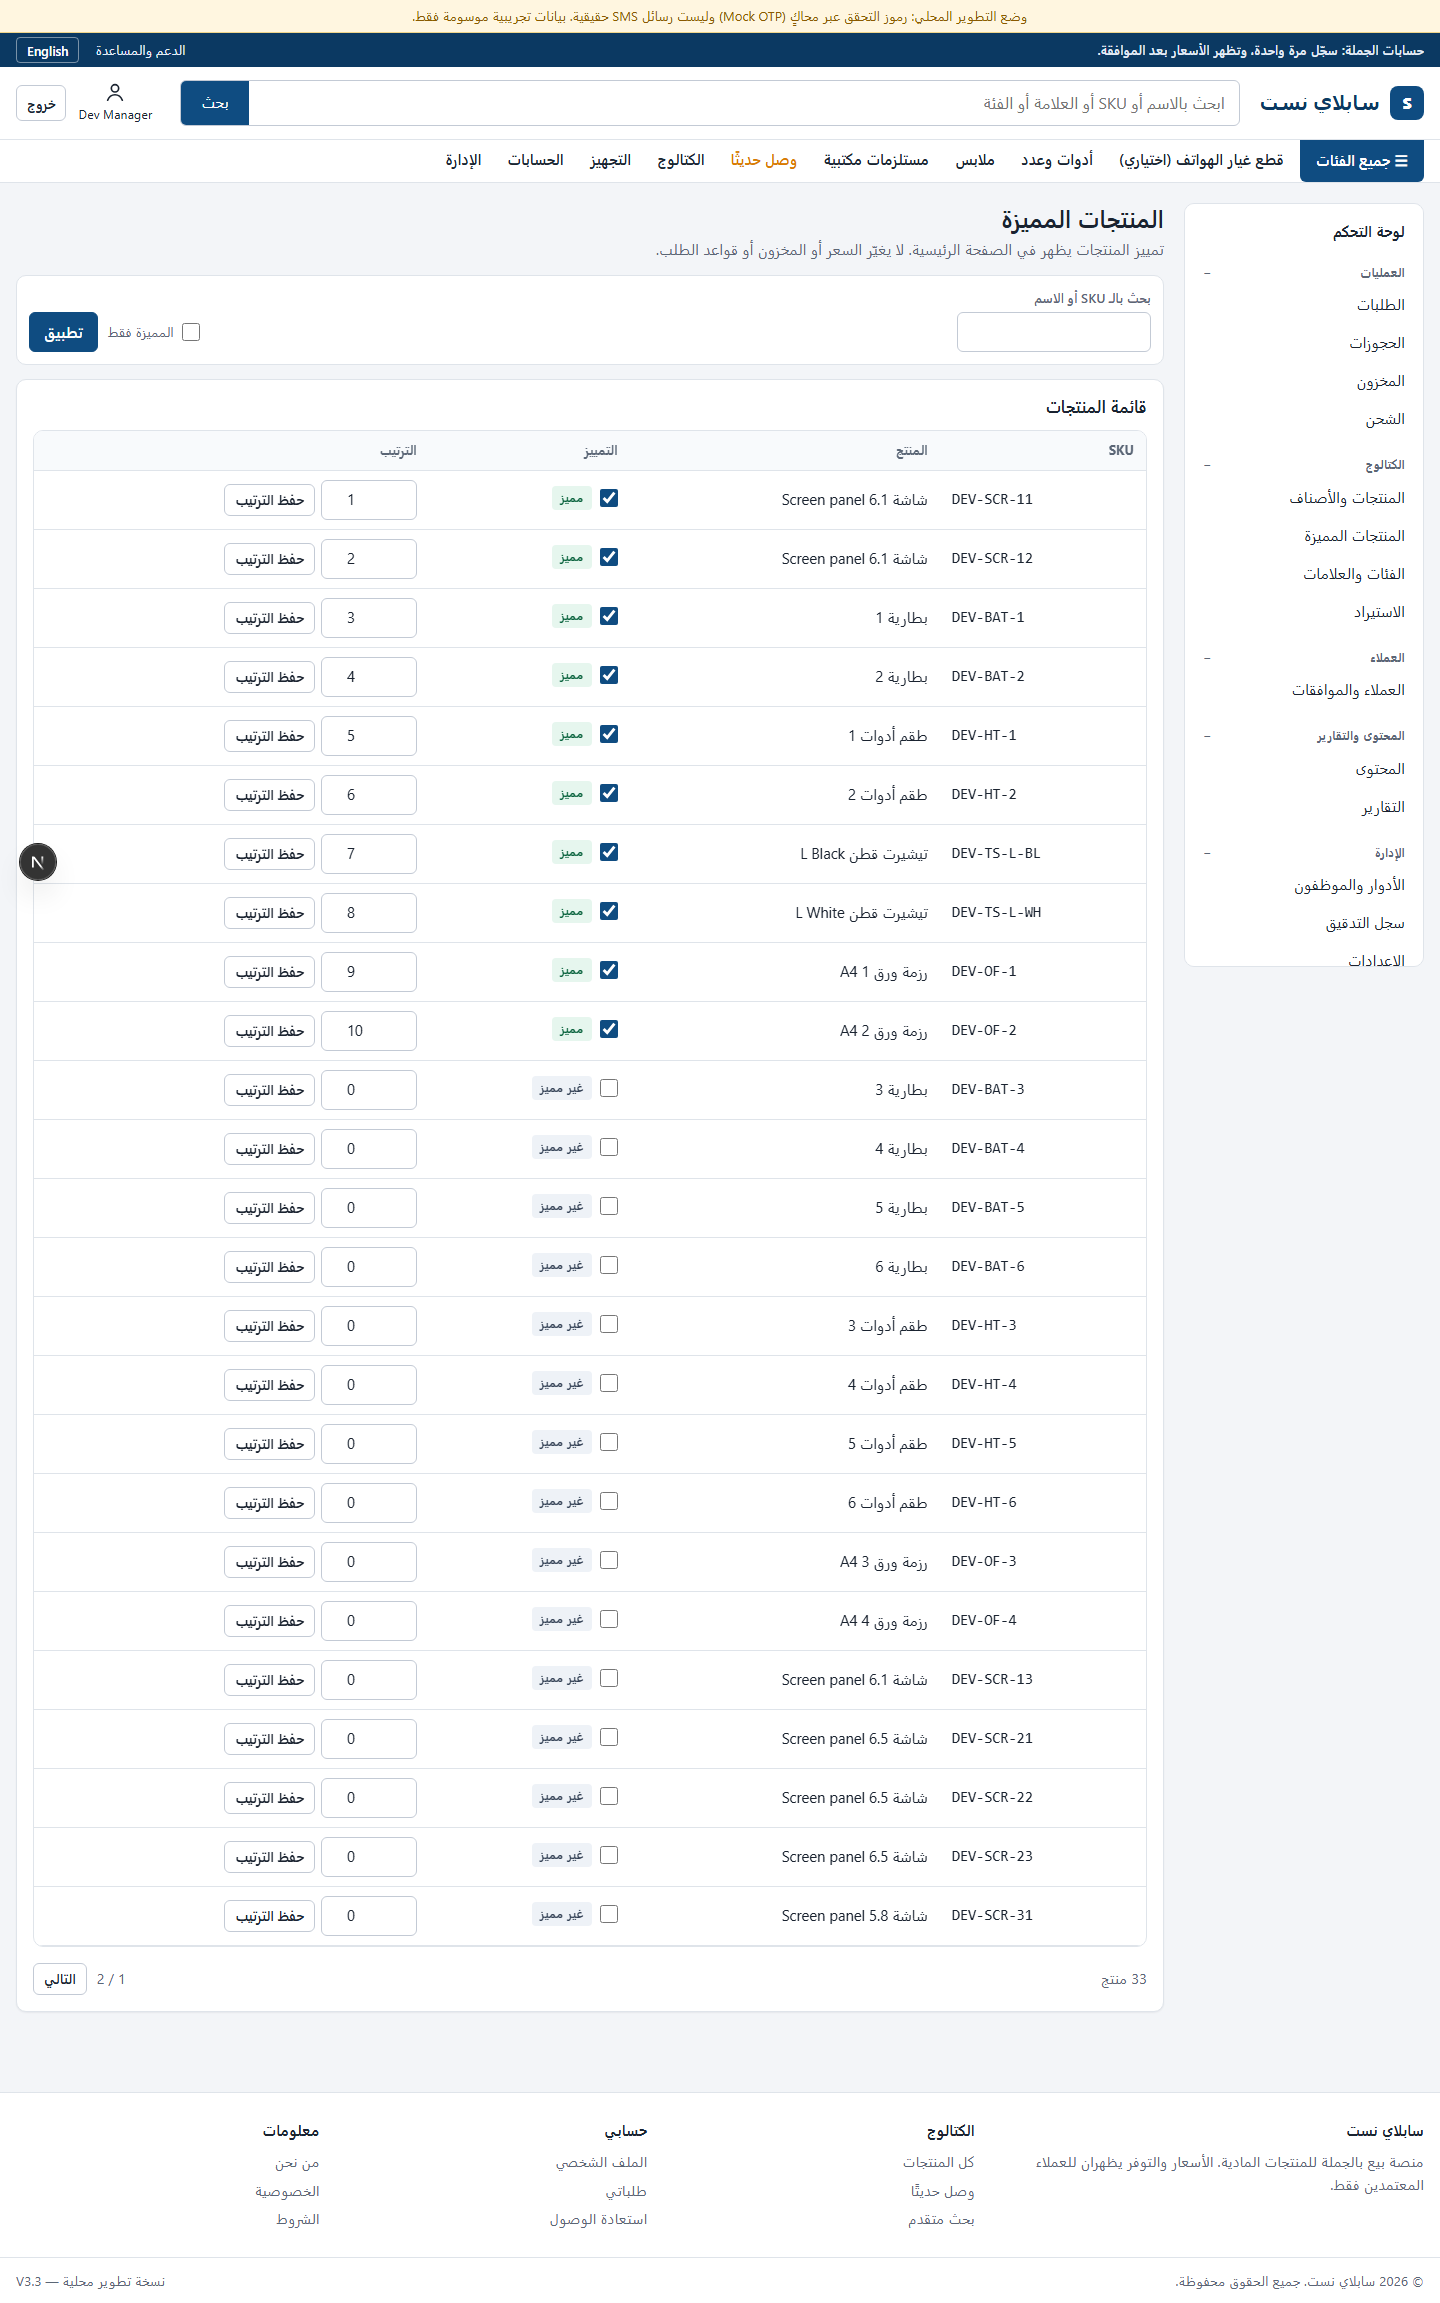 وضع التطوير المحلي: رموز التحقق عبر محاكٍ (Mock OTP) وليست رسائل SMS حقيقية. بيانات تجريبية موسومة فقط.
حسابات الجملة: سجّل مرة واحدة، وتظهر الأسعار بعد الموافقة.
الدعم والمساعدة
English
S
سابلاي نست
ابحث بالاسم أو SKU أو العلامة أو الفئة
بحث
Dev Manager
خروج
☰ جميع الفئات
قطع غيار الهواتف (اختياري)
أدوات وعدد
ملابس
مستلزمات مكتبية
وصل حديثًا
الكتالوج
التجهيز
الحسابات
الإدارة
لوحة التحكم
العمليات –
الطلبات
الحجوزات
المخزون
الشحن
الكتالوج –
المنتجات والأصناف
المنتجات المميزة
الفئات والعلامات
الاستيراد
العملاء –
العملاء والموافقات
المحتوى والتقارير –
المحتوى
التقارير
الإدارة –
الأدوار والموظفون
سجل التدقيق
الإعدادات
المنتجات المميزة
تمييز المنتجات يظهر في الصفحة الرئيسية. لا يغيّر السعر أو المخزون أو قواعد الطلب.
بحث بالـ SKU أو الاسم
المميزة فقط
تطبيق
قائمة المنتجات
SKU المنتج التمييز الترتيب
DEV-SCR-11 شاشة Screen panel 6.1 مميز 1 حفظ الترتيب
DEV-SCR-12 شاشة Screen panel 6.1 مميز 2 حفظ الترتيب
DEV-BAT-1 بطارية 1 مميز 3 حفظ الترتيب
DEV-BAT-2 بطارية 2 مميز 4 حفظ الترتيب
DEV-HT-1 طقم أدوات 1 مميز 5 حفظ الترتيب
DEV-HT-2 طقم أدوات 2 مميز 6 حفظ الترتيب
DEV-TS-L-BL تيشيرت قطن L Black مميز 7 حفظ الترتيب
DEV-TS-L-WH تيشيرت قطن L White مميز 8 حفظ الترتيب
DEV-OF-1 رزمة ورق A4 1 مميز 9 حفظ الترتيب
DEV-OF-2 رزمة ورق A4 2 مميز 10 حفظ الترتيب
DEV-BAT-3 بطارية 3 غير مميز 0 حفظ الترتيب
DEV-BAT-4 بطارية 4 غير مميز 0 حفظ الترتيب
DEV-BAT-5 بطارية 5 غير مميز 0 حفظ الترتيب
DEV-BAT-6 بطارية 6 غير مميز 0 حفظ الترتيب
DEV-HT-3 طقم أدوات 3 غير مميز 0 حفظ الترتيب
DEV-HT-4 طقم أدوات 4 غير مميز 0 حفظ الترتيب
DEV-HT-5 طقم أدوات 5 غير مميز 0 حفظ الترتيب
DEV-HT-6 طقم أدوات 6 غير مميز 0 حفظ الترتيب
DEV-OF-3 رزمة ورق A4 3 غير مميز 0 حفظ الترتيب
DEV-OF-4 رزمة ورق A4 4 غير مميز 0 حفظ الترتيب
DEV-SCR-13 شاشة Screen panel 6.1 غير مميز 0 حفظ الترتيب
DEV-SCR-21 شاشة Screen panel 6.5 غير مميز 0 حفظ الترتيب
DEV-SCR-22 شاشة Screen panel 6.5 غير مميز 0 حفظ الترتيب
DEV-SCR-23 شاشة Screen panel 6.5 غير مميز 0 حفظ الترتيب
DEV-SCR-31 شاشة Screen panel 5.8 غير مميز 0 حفظ الترتيب
33 منتج
1 / 2
التالي
N
سابلاي نست
منصة بيع بالجملة للمنتجات المادية. الأسعار والتوفر يظهران للعملاء
المعتمدين فقط.
الكتالوج
كل المنتجات
وصل حديثًا
بحث متقدم
حسابي
الملف الشخصي
طلباتي
استعادة الوصول
معلومات
من نحن
الخصوصية
الشروط
© 2026 سابلاي نست. جميع الحقوق محفوظة.
نسخة تطوير محلية — V3.3